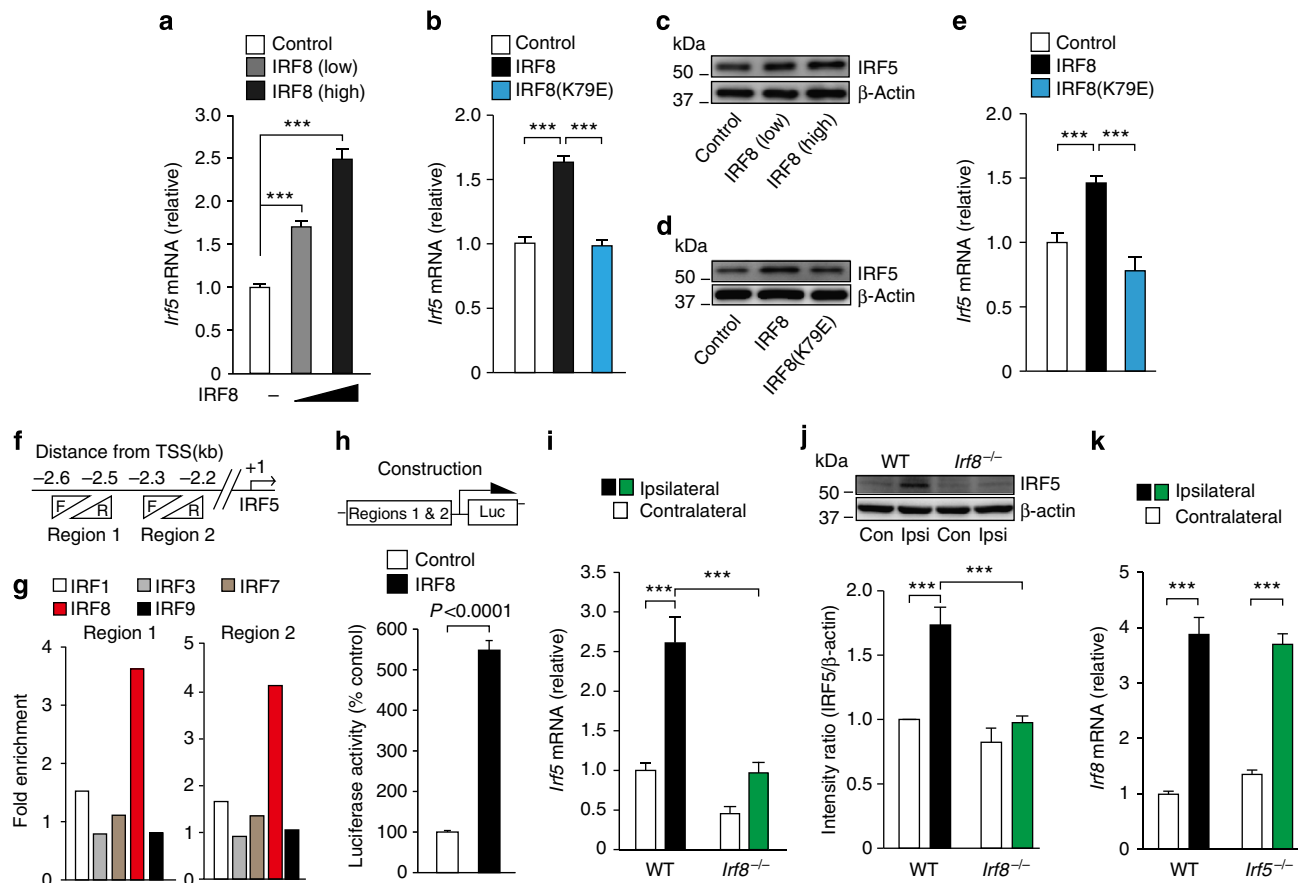 a
Control
IRF8 (low)
IRF8 (high)
Irf5 mRNA (relative)
3.0
2.5
2.0
1.5
1.0
0.5
0
***
***
IRF8
–
b
Control
IRF8
IRF8(K79E)
Irf5 mRNA (relative)
2.0
1.5
1.0
0.5
0
*** ***
c
kDa
50
37
IRF5
β-Actin
Control
IRF8 (low)
IRF8 (high)
d
kDa
50
37
IRF5
β-Actin
Control
IRF8
IRF8(K79E)
e
Control
IRF8
IRF8(K79E)
Irf5 mRNA (relative)
2.0
1.5
1.0
0.5
0
*** ***
f
Distance from TSS(kb)
−2.6 −2.5 −2.3 −2.2 +1
F R F R IRF5
Region 1 Region 2
g
IRF1 IRF3 IRF7
IRF8 IRF9
Region 1
Region 2
Fold enrichment
4
3
2
1
0
5
4
3
2
1
0
h
Construction
Regions 1 & 2 Luc
Control
IRF8
P<0.0001
Luciferase activity (% control)
600
500
400
300
200
100
0
i
Ipsilateral
Contralateral
Irf5 mRNA (relative)
3.5
3.0
2.5
2.0
1.5
1.0
0.5
0
*** ***
WT Irf8−/−
j
kDa WT Irf8−/−
50
37
IRF5
β-actin
Con Ipsi Con Ipsi
Intensity ratio (IRF5/β-actin)
2.0
1.5
1.0
0.5
0
*** ***
WT Irf8−/−
k
Ipsilateral
Contralateral
Irf8 mRNA (relative)
5
4
3
2
1
0
*** ***
WT Irf5−/−